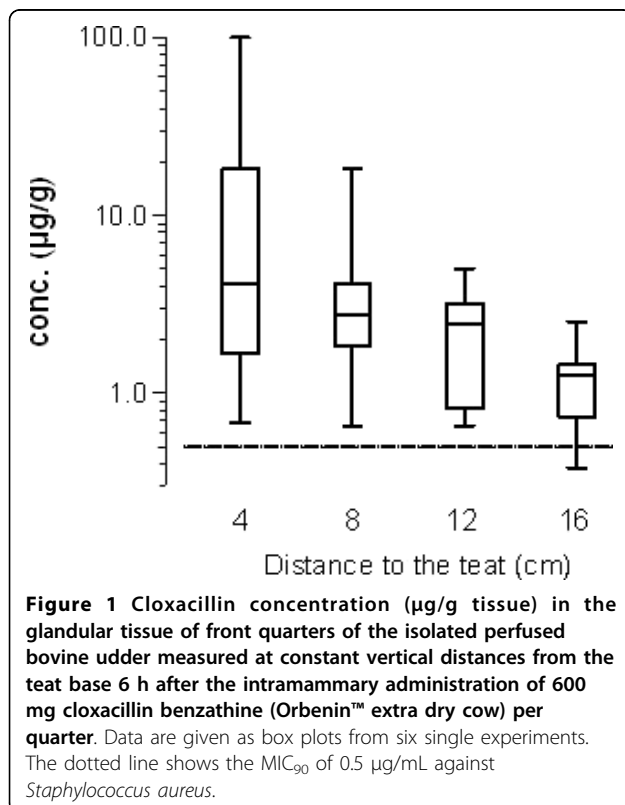 100.0
10.0
1.0
conc. (µg/g)
4 8 12 16
Distance to the teat (cm)
Figure 1 Cloxacillin concentration (µg/g tissue) in the
glandular tissue of front quarters of the isolated perfused
bovine udder measured at constant vertical distances from the
teat base 6 h after the intramammary administration of 600
mg cloxacillin benzathine (Orbenin™ extra dry cow) per
quarter. Data are given as box plots from six single experiments.
The dotted line shows the MIC₉₀ of 0.5 µg/mL against
Staphylococcus aureus.